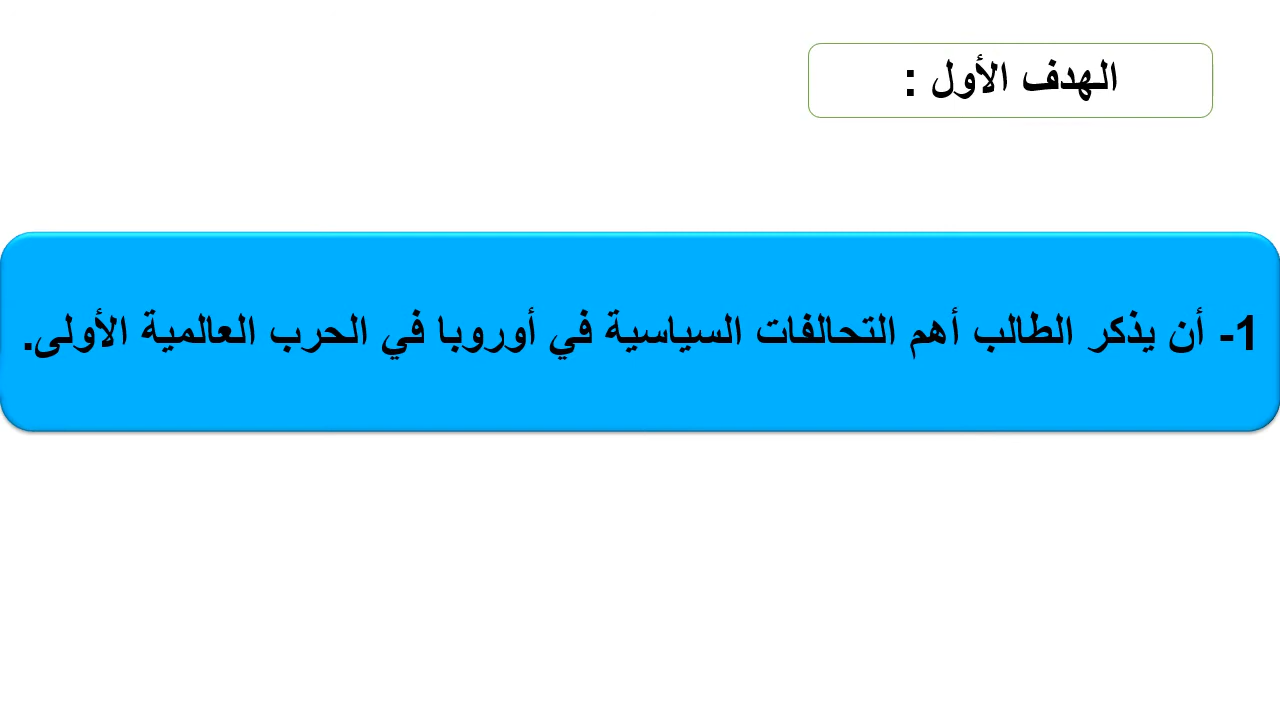 الهدف الأول :
1- أن يذكر الطالب أهم التحالفات السياسية في أوروبا في الحرب العالمية الأولى.